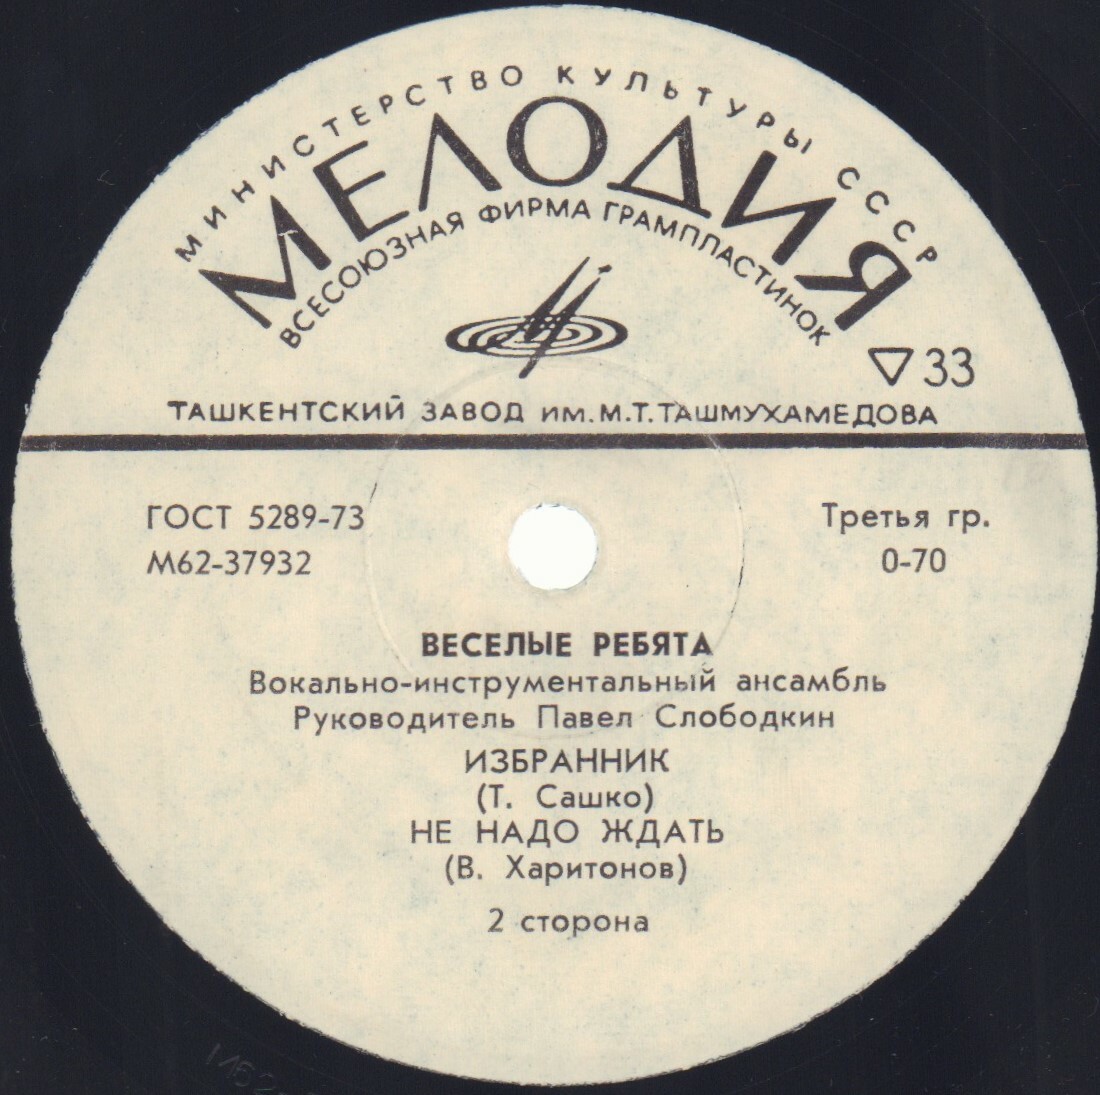 МИНИСТЕРСТВО КУЛЬТУРЫ СССР
МЕЛОДИЯ
ВСЕСОЮЗНАЯ ФИРМА ГРАМПЛАСТИНОК
33
ТАШКЕНТСКИЙ ЗАВОД ИМ. М.Т. ТАШМУХАМЕДОВА
ГОСТ 5289-73
Третья гр.
М62-37932
0-70
ВЕСЕЛЫЕ РЕБЯТА
Вокально-инструментальный ансамбль
Руководитель Павел Слободкин
ИЗБРАННИК
(Т. Сашко)
НЕ НАДО ЖДАТЬ
(В. Харитонов)
2 сторона